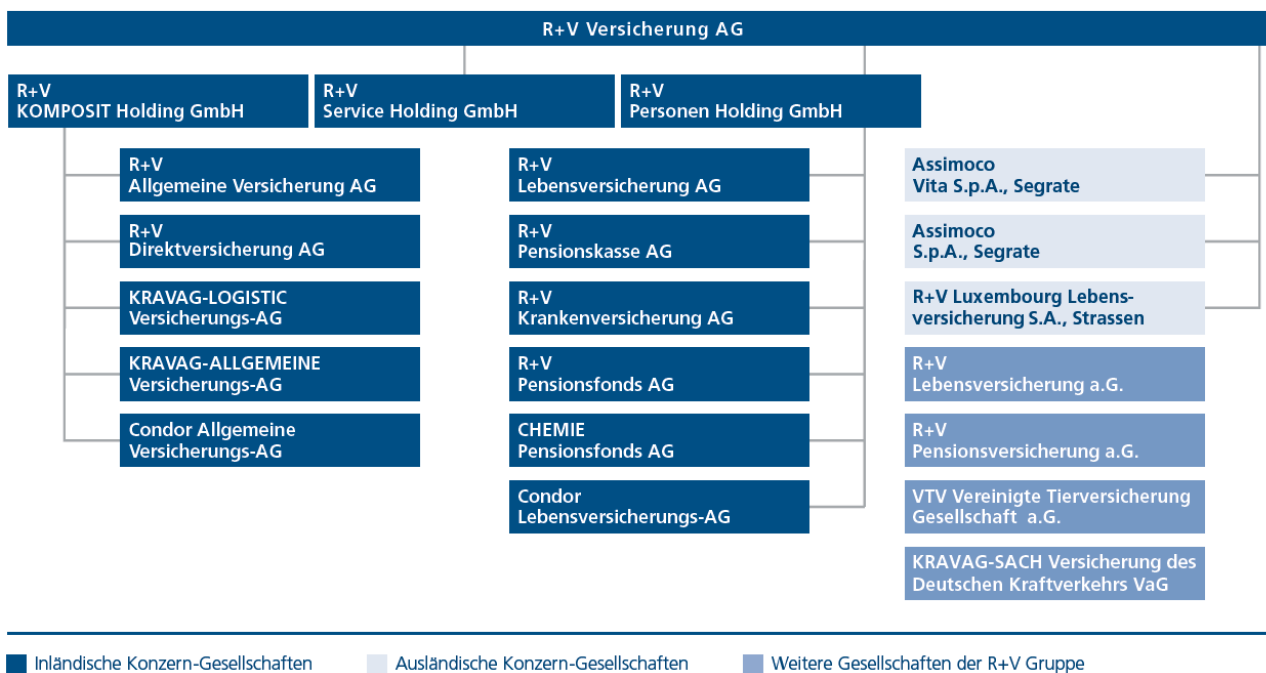 R+V Versicherung AG
R+V
KOMPOSIT Holding GmbH
R+V
Service Holding GmbH
R+V
Personen Holding GmbH
R+V
Allgemeine Versicherung AG
R+V
Direktversicherung AG
KRAVAG-LOGISTIC
Versicherungs-AG
KRAVAG-ALLGEMEINE
Versicherungs-AG
Condor Allgemeine
Versicherungs-AG
R+V
Lebensversicherung AG
R+V
Pensionskasse AG
R+V
Krankenversicherung AG
R+V
Pensionsfonds AG
CHEMIE
Pensionsfonds AG
Condor
Lebensversicherungs-AG
Assimoco
Vita S.p.A., Segrate
Assimoco
S.p.A., Segrate
R+V Luxembourg Lebens-
versicherung S.A., Strassen
R+V
Lebensversicherung a.G.
R+V
Pensionsversicherung a.G.
VTV Vereinigte Tierversicherung
Gesellschaft a.G.
KRAVAG-SACH Versicherung des
Deutschen Kraftverkehrs VaG
Inländische Konzern-Gesellschaften
Ausländische Konzern-Gesellschaften
Weitere Gesellschaften der R+V Gruppe